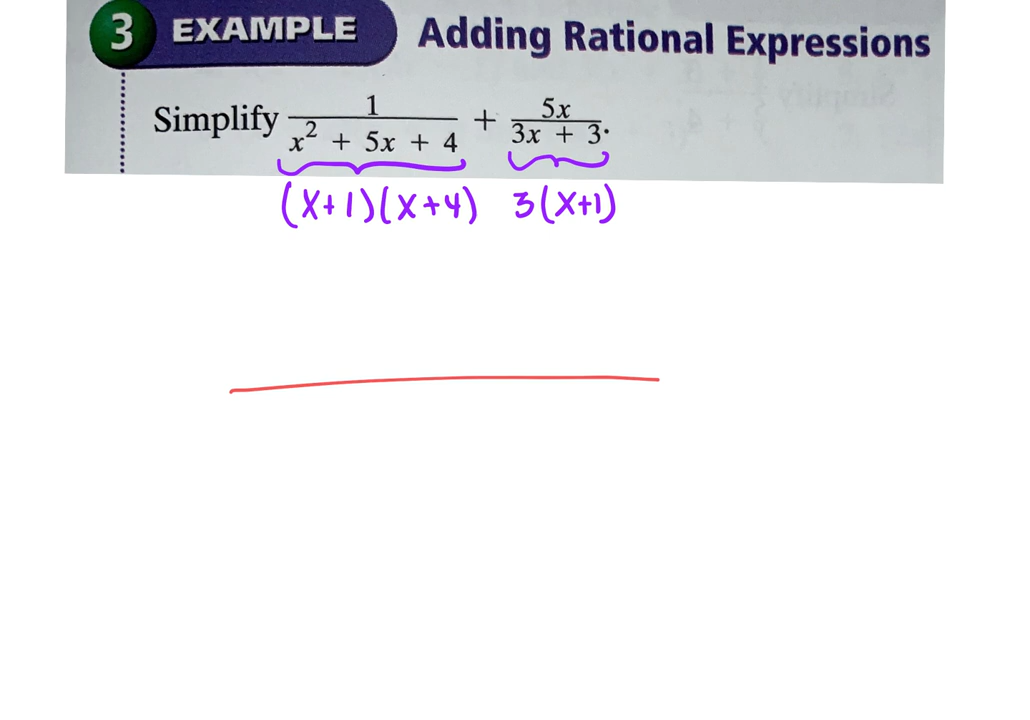 3 EXAMPLE Adding Rational Expressions
Simplify 1/(x² + 5x + 4) + 5x/(3x + 3).
(x+1)(x+4) 3(x+1)